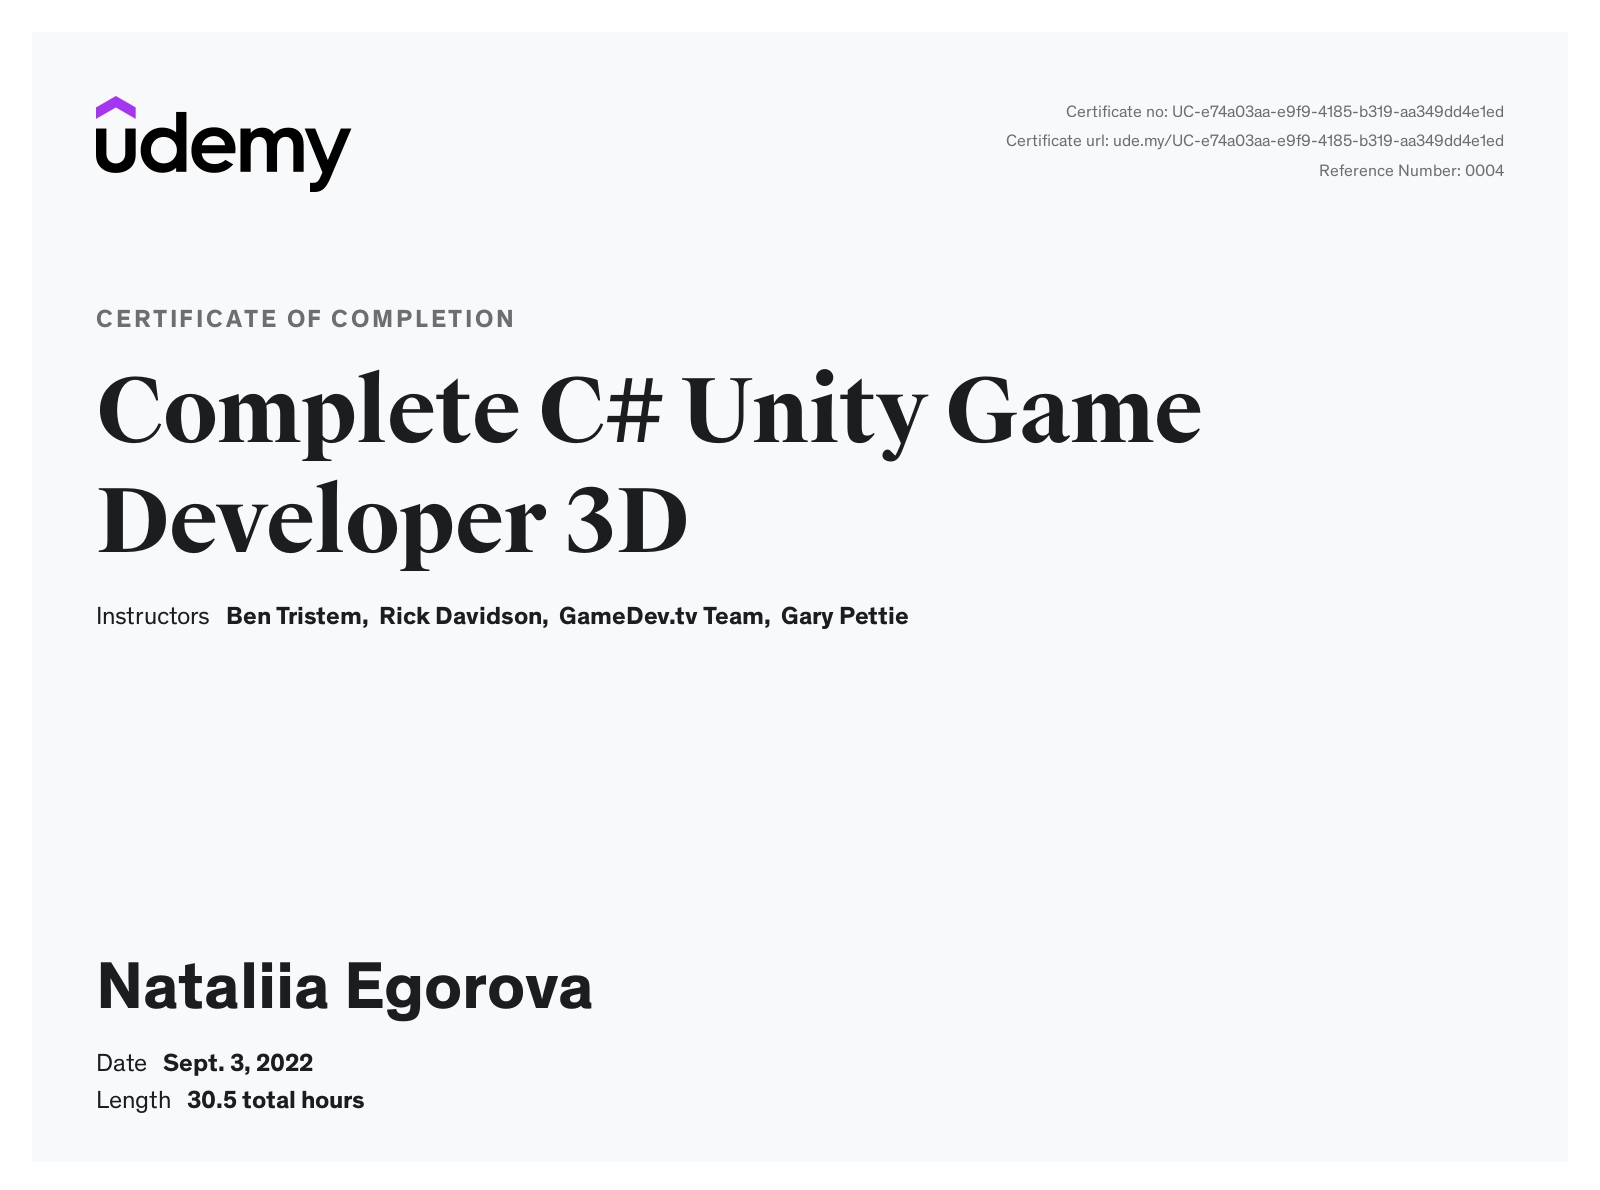 udemy
Certificate no: UC-e74a03aa-e9f9-4185-b319-aa349dd4e1ed
Certificate url: ude.my/UC-e74a03aa-e9f9-4185-b319-aa349dd4e1ed
Reference Number: 0004
CERTIFICATE OF COMPLETION
Complete C# Unity Game
Developer 3D
Instructors Ben Tristem, Rick Davidson, GameDev.tv Team, Gary Pettie
Nataliia Egorova
Date Sept. 3, 2022
Length 30.5 total hours